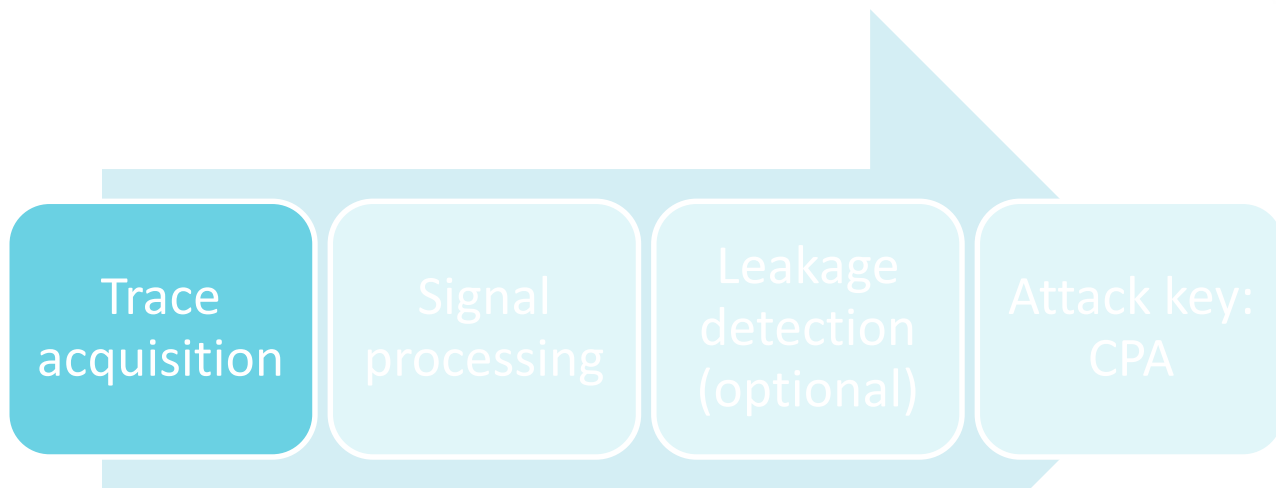 Trace
acquisition
Signal
processing
Leakage
detection
(optional)
Attack key:
CPA